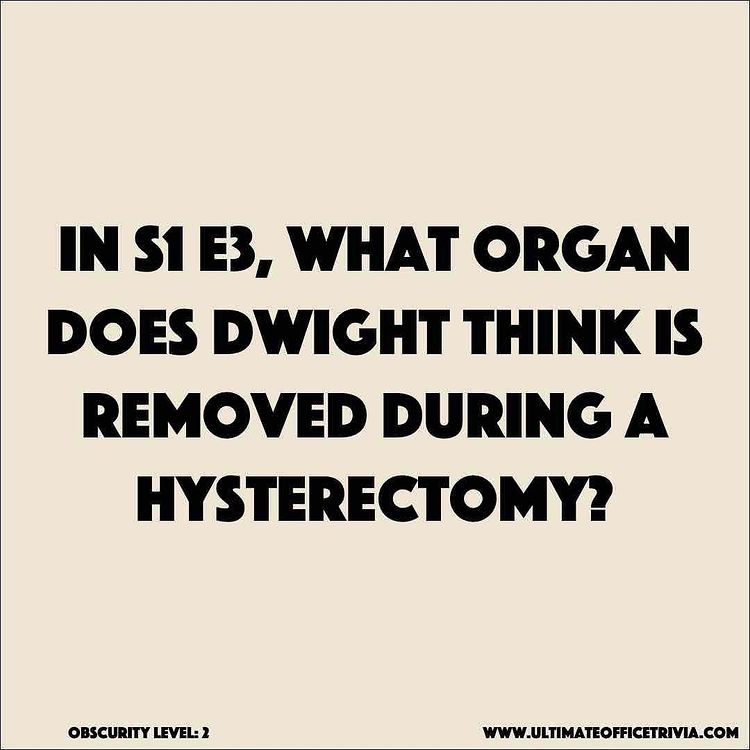 IN S1 E3, WHAT ORGAN
DOES DWIGHT THINK IS
REMOVED DURING A
HYSTERECTOMY?
OBSCURITY LEVEL: 2
WWW.ULTIMATEOFFICETRIVIA.COM